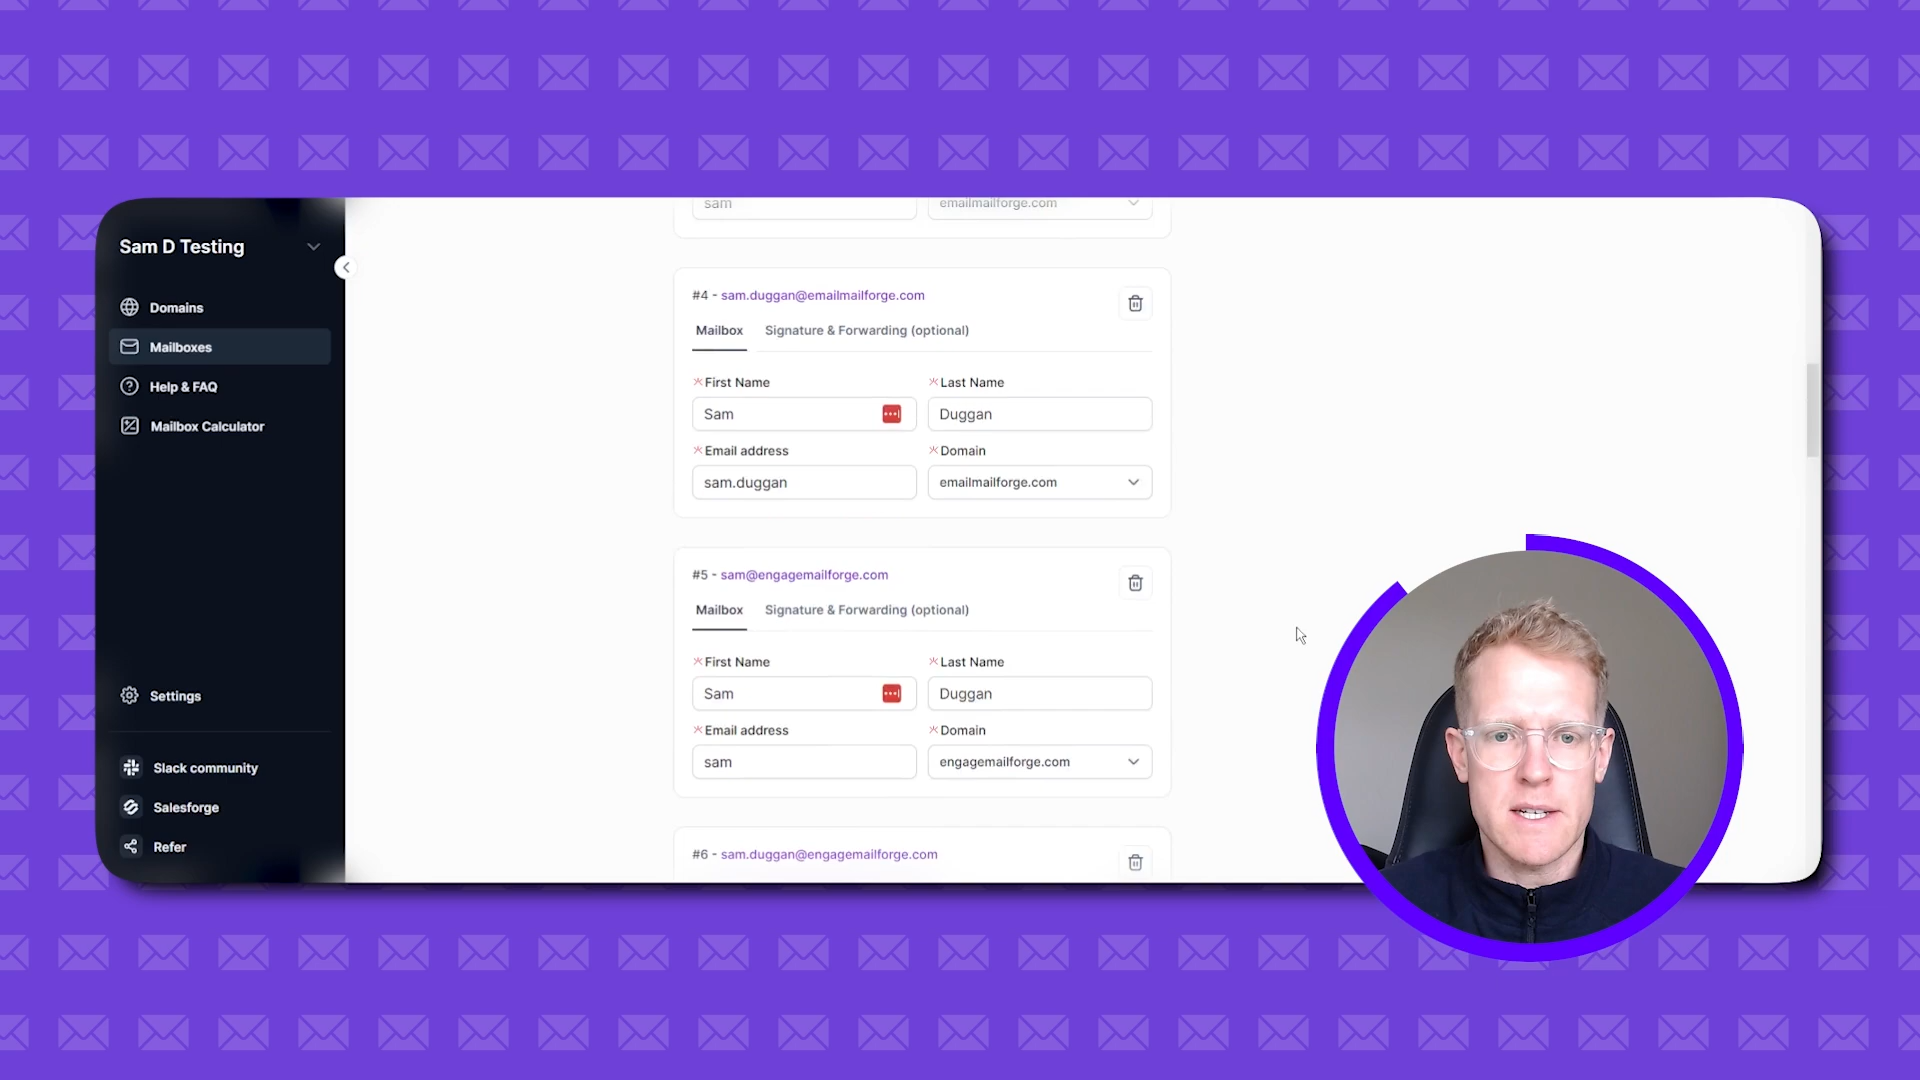 Sam D Testing
Domains
Mailboxes
Help & FAQ
Mailbox Calculator
Settings
Slack community
Salesforge
Refer
sam
emailmailforge.com
#4 - sam.duggan@emailmailforge.com
Mailbox
Signature & Forwarding (optional)
*First Name
*Last Name
Sam
Duggan
*Email address
*Domain
sam.duggan
emailmailforge.com
#5 - sam@engagemailforge.com
Mailbox
Signature & Forwarding (optional)
*First Name
*Last Name
Sam
Duggan
*Email address
*Domain
sam
engagemailforge.com
#6 - sam.duggan@engagemailforge.com